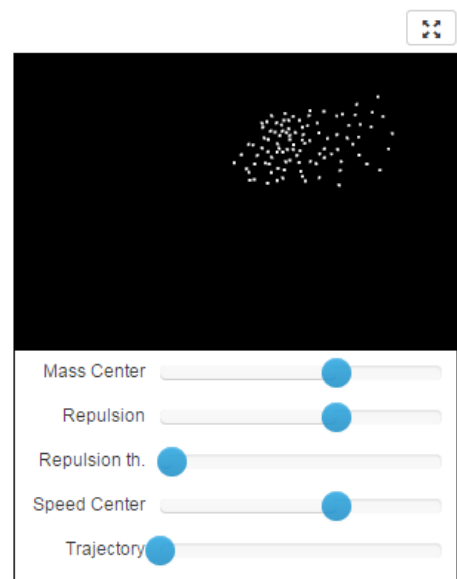 Mass Center
Repulsion
Repulsion th.
Speed Center
Trajectory